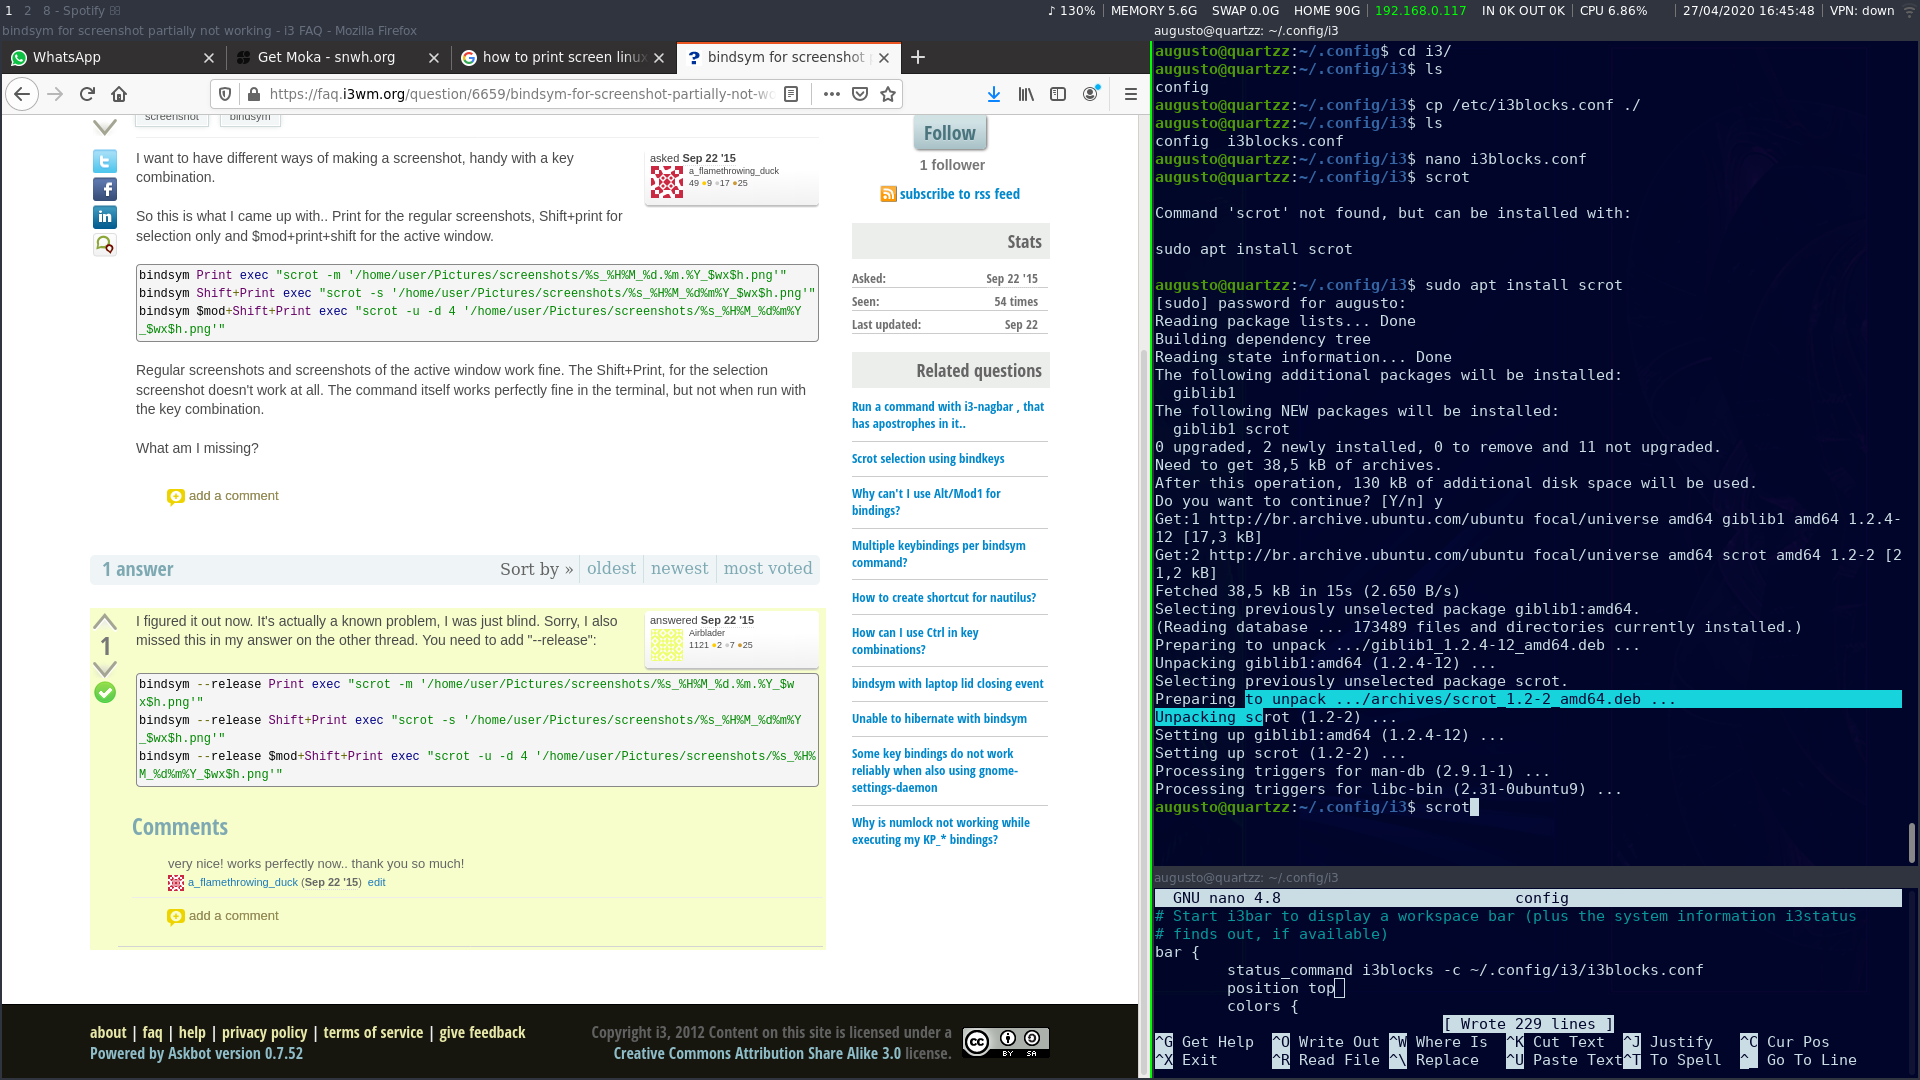 1 2 8 - Spotify
♪ 130% MEMORY 5.6G SWAP 0.0G HOME 90G 192.168.0.117 IN 0K OUT 0K CPU 6.86% 27/04/2020 16:45:48 VPN: down
bindsym for screenshot partially not working - i3 FAQ - Mozilla Firefox
WhatsApp
Get Moka - snwh.org
how to print screen linux
bindsym for screenshot p
https://faq.i3wm.org/question/6659/bindsym-for-screenshot-partially-not-wo
screenshot bindsym
I want to have different ways of making a screenshot, handy with a key
combination.
asked Sep 22 '15
a_flamethrowing_duck
49 ●9 ●17 ●25
So this is what I came up with.. Print for the regular screenshots, Shift+print for
selection only and $mod+print+shift for the active window.
bindsym Print exec "scrot -m '/home/user/Pictures/screenshots/%s_%H%M_%d.%m.%Y_$wx$h.png'"
bindsym Shift+Print exec "scrot -s '/home/user/Pictures/screenshots/%s_%H%M_%d%m%Y_$wx$h.png'"
bindsym $mod+Shift+Print exec "scrot -u -d 4 '/home/user/Pictures/screenshots/%s_%H%M_%d%m%Y
_$wx$h.png'"
Regular screenshots and screenshots of the active window work fine. The Shift+Print, for the selection
screenshot doesn't work at all. The command itself works perfectly fine in the terminal, but not when run with
the key combination.
What am I missing?
add a comment
1 answer
Sort by » oldest newest most voted
1
I figured it out now. It's actually a known problem, I was just blind. Sorry, I also
missed this in my answer on the other thread. You need to add "--release":
answered Sep 22 '15
Airblader
1121 ●2 ●7 ●25
bindsym --release Print exec "scrot -m '/home/user/Pictures/screenshots/%s_%H%M_%d.%m.%Y_$w
x$h.png'"
bindsym --release Shift+Print exec "scrot -s '/home/user/Pictures/screenshots/%s_%H%M_%d%m%Y
_$wx$h.png'"
bindsym --release $mod+Shift+Print exec "scrot -u -d 4 '/home/user/Pictures/screenshots/%s_%H%
M_%d%m%Y_$wx$h.png'"
Comments
very nice! works perfectly now.. thank you so much!
a_flamethrowing_duck (Sep 22 '15) edit
add a comment
Follow
1 follower
subscribe to rss feed
Stats
Asked: Sep 22 '15
Seen: 54 times
Last updated: Sep 22
Related questions
Run a command with i3-nagbar , that
has apostrophes in it..
Scrot selection using bindkeys
Why can't I use Alt/Mod1 for
bindings?
Multiple keybindings per bindsym
command?
How to create shortcut for nautilus?
How can I use Ctrl in key
combinations?
bindsym with laptop lid closing event
Unable to hibernate with bindsym
Some key bindings do not work
reliably when also using gnome-
settings-daemon
Why is numlock not working while
executing my KP_* bindings?
about | faq | help | privacy policy | terms of service | give feedback
Powered by Askbot version 0.7.52
Copyright i3, 2012 Content on this site is licensed under a
Creative Commons Attribution Share Alike 3.0 license.
cc BY SA
augusto@quartzz: ~/.config/i3
augusto@quartzz:~/.config$ cd i3/
augusto@quartzz:~/.config/i3$ ls
config
augusto@quartzz:~/.config/i3$ cp /etc/i3blocks.conf ./
augusto@quartzz:~/.config/i3$ ls
config  i3blocks.conf
augusto@quartzz:~/.config/i3$ nano i3blocks.conf
augusto@quartzz:~/.config/i3$ scrot
Command 'scrot' not found, but can be installed with:
sudo apt install scrot
augusto@quartzz:~/.config/i3$ sudo apt install scrot
[sudo] password for augusto:
Reading package lists... Done
Building dependency tree
Reading state information... Done
The following additional packages will be installed:
  giblib1
The following NEW packages will be installed:
  giblib1 scrot
0 upgraded, 2 newly installed, 0 to remove and 11 not upgraded.
Need to get 38,5 kB of archives.
After this operation, 130 kB of additional disk space will be used.
Do you want to continue? [Y/n] y
Get:1 http://br.archive.ubuntu.com/ubuntu focal/universe amd64 giblib1 amd64 1.2.4-
12 [17,3 kB]
Get:2 http://br.archive.ubuntu.com/ubuntu focal/universe amd64 scrot amd64 1.2-2 [2
1,2 kB]
Fetched 38,5 kB in 15s (2.650 B/s)
Selecting previously unselected package giblib1:amd64.
(Reading database ... 173489 files and directories currently installed.)
Preparing to unpack .../giblib1_1.2.4-12_amd64.deb ...
Unpacking giblib1:amd64 (1.2.4-12) ...
Selecting previously unselected package scrot.
Preparing to unpack .../archives/scrot_1.2-2_amd64.deb ...
Unpacking scrot (1.2-2) ...
Setting up giblib1:amd64 (1.2.4-12) ...
Setting up scrot (1.2-2) ...
Processing triggers for man-db (2.9.1-1) ...
Processing triggers for libc-bin (2.31-0ubuntu9) ...
augusto@quartzz:~/.config/i3$ scrot
augusto@quartzz: ~/.config/i3
GNU nano 4.8 config
# Start i3bar to display a workspace bar (plus the system information i3status
# finds out, if available)
bar {
        status_command i3blocks -c ~/.config/i3/i3blocks.conf
        position top
        colors {
[ Wrote 229 lines ]
^G Get Help ^O Write Out ^W Where Is ^K Cut Text ^J Justify ^C Cur Pos
^X Exit ^R Read File ^\ Replace ^U Paste Text ^T To Spell ^_ Go To Line